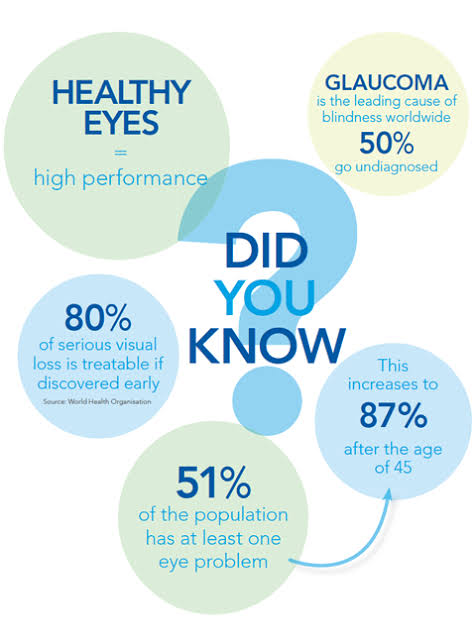 HEALTHY
EYES
=
high performance
GLAUCOMA
is the leading cause of
blindness worldwide
50%
go undiagnosed
?
DID
YOU
KNOW
80%
of serious visual
loss is treatable if
discovered early
Source: World Health Organisation
This
increases to
87%
after the age
of 45
51%
of the population
has at least one
eye problem